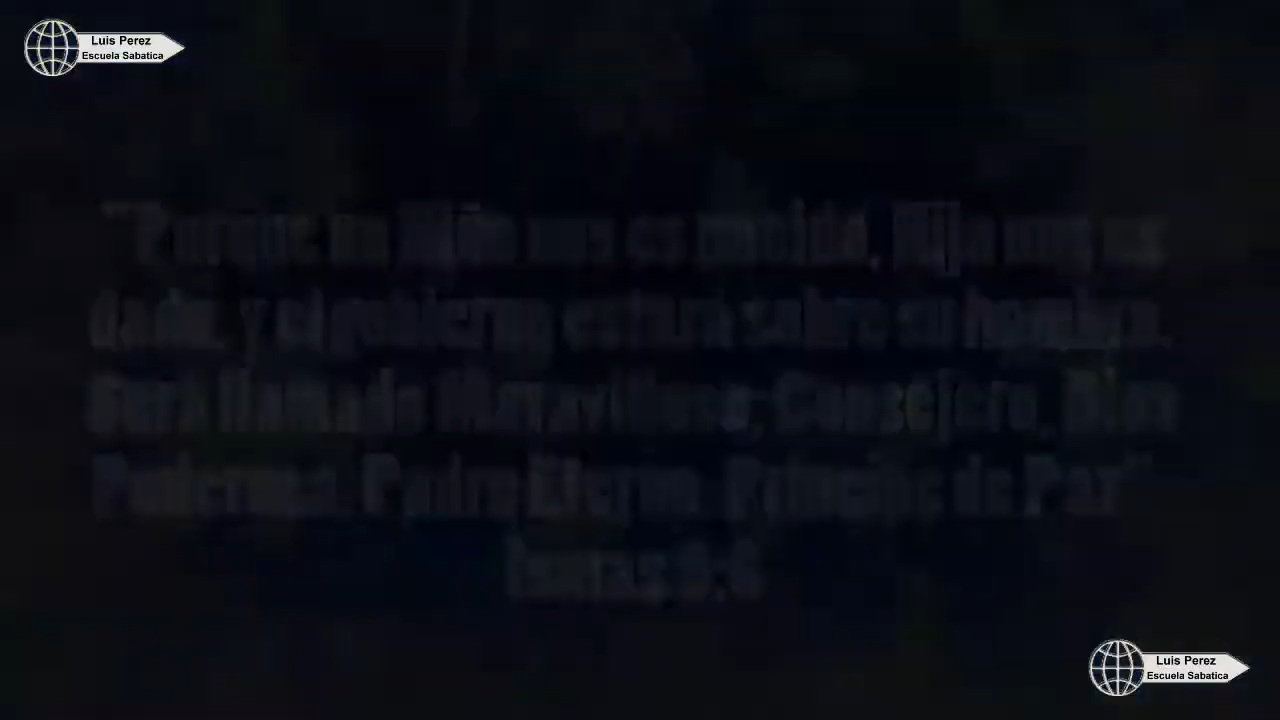 Luis Perez
Escuela Sabatica
"Porque un Niño nos es nacido, Hijo nos es
dado, y el gobierno estará sobre su hombro.
Será llamado Maravilloso, Consejero, Dios
Poderoso, Padre Eterno, Príncipe de Paz"
Isaías 9:6
Luis Perez
Escuela Sabatica